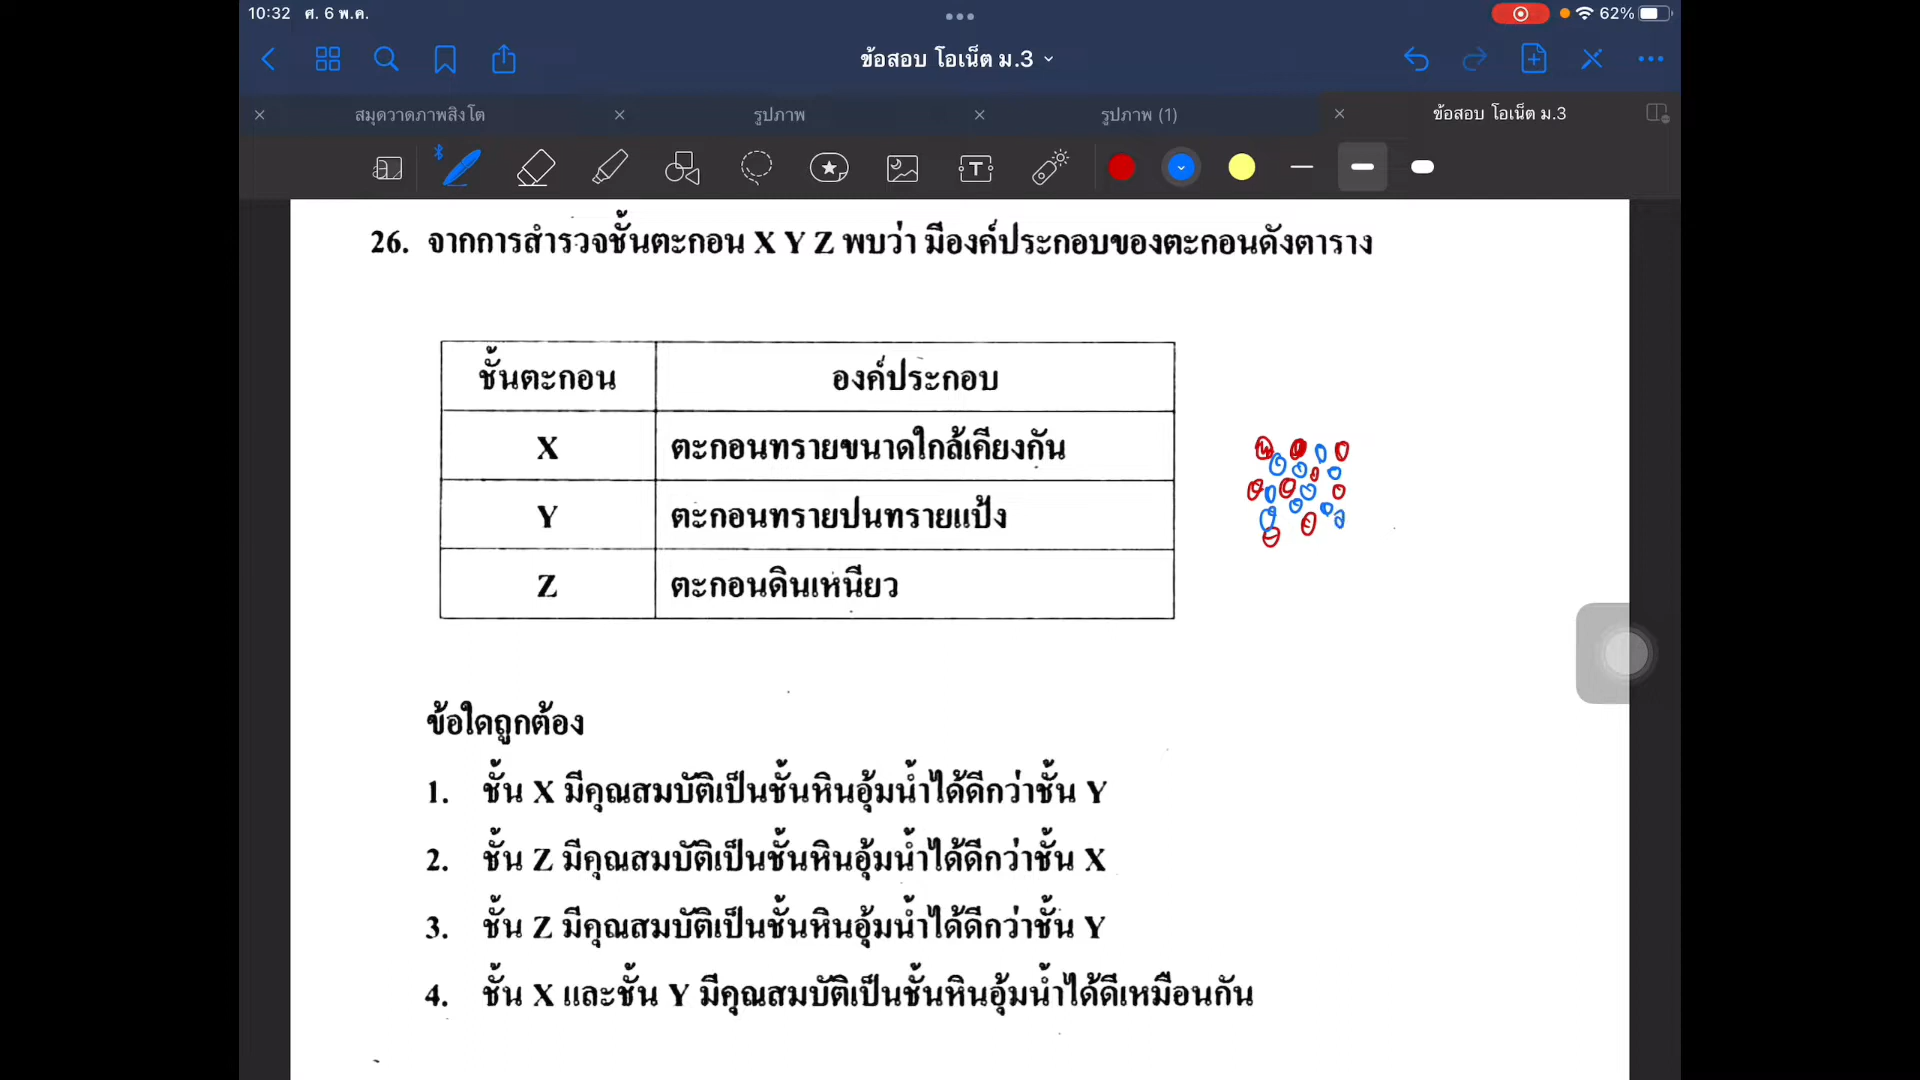 10:32 ศ. 6 พ.ค.
62%
ข้อสอบ โอเน็ต ม.3
สมุดวาดภาพสิงโต
รูปภาพ
รูปภาพ (1)
ข้อสอบ โอเน็ต ม.3
26. จากการสำรวจชั้นตะกอน X Y Z พบว่า มีองค์ประกอบของตะกอนดังตาราง
ชั้นตะกอน องค์ประกอบ
X ตะกอนทรายขนาดใกล้เคียงกัน
Y ตะกอนทรายปนทรายแป้ง
Z ตะกอนดินเหนียว
ข้อใดถูกต้อง
1. ชั้น X มีคุณสมบัติเป็นชั้นหินอุ้มน้ำได้ดีกว่าชั้น Y
2. ชั้น Z มีคุณสมบัติเป็นชั้นหินอุ้มน้ำได้ดีกว่าชั้น X
3. ชั้น Z มีคุณสมบัติเป็นชั้นหินอุ้มน้ำได้ดีกว่าชั้น Y
4. ชั้น X และชั้น Y มีคุณสมบัติเป็นชั้นหินอุ้มน้ำได้ดีเหมือนกัน